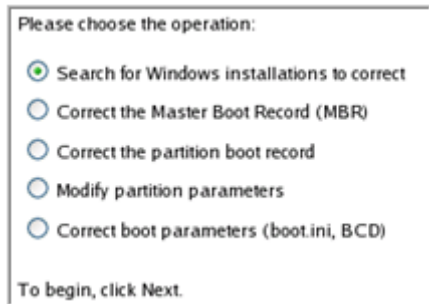 Please choose the operation:
Search for Windows installations to correct
Correct the Master Boot Record (MBR)
Correct the partition boot record
Modify partition parameters
Correct boot parameters (boot.ini, BCD)
To begin, click Next.